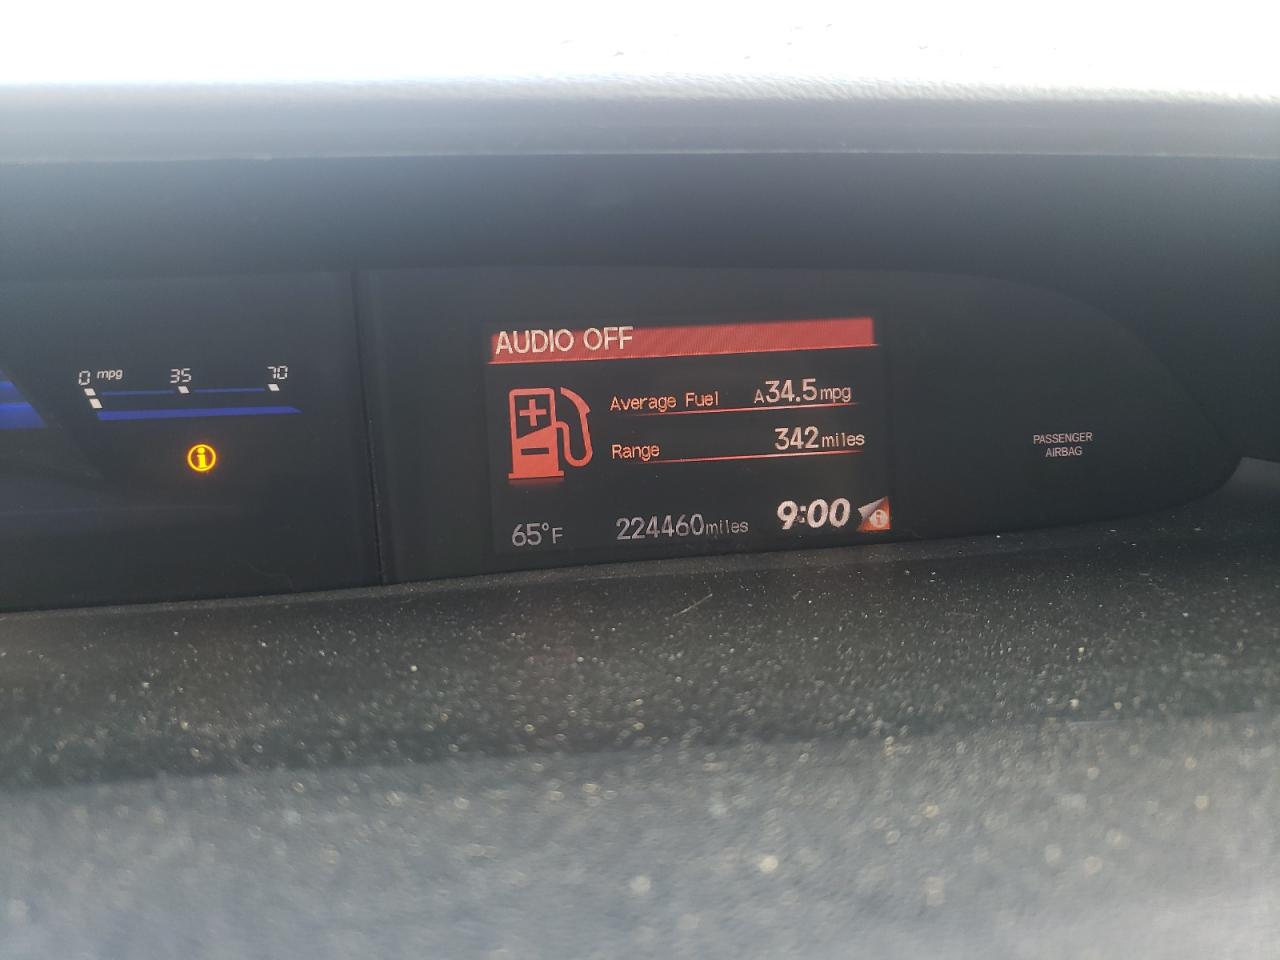 0 mpg 35 70
AUDIO OFF
Average Fuel A34.5mpg
Range 342miles
65°F 224460miles 9:00
PASSENGER
AIRBAG